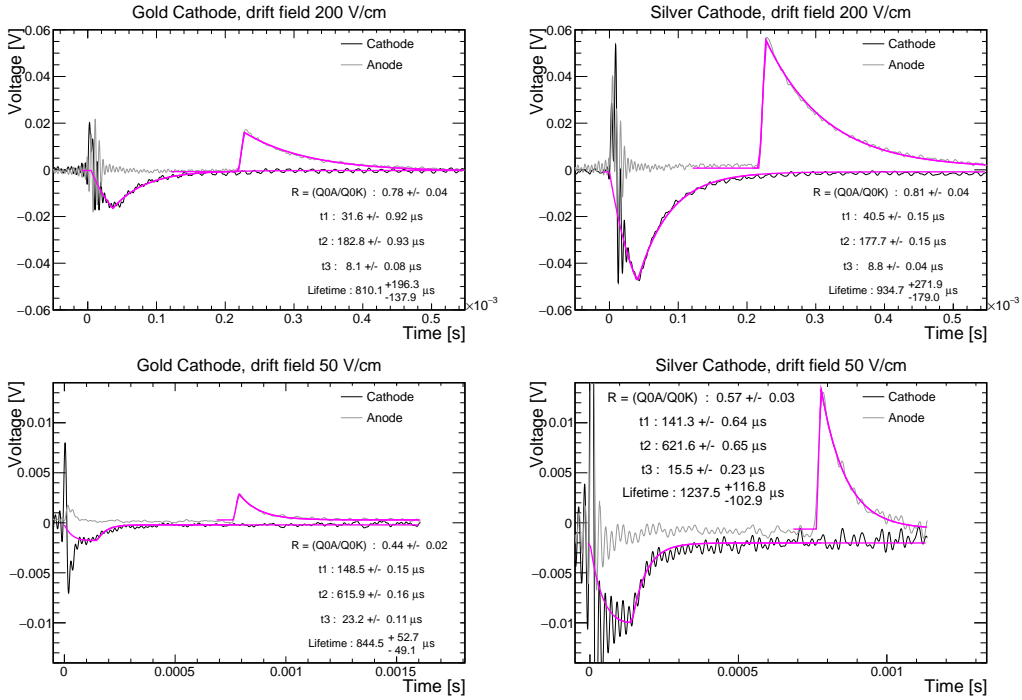 Gold Cathode, drift field 200 V/cm
Voltage [V]
0.06
0.04
0.02
0
−0.02
−0.04
−0.06
Cathode
Anode
R = (Q0A/Q0K) : 0.78 +/- 0.04
t1 : 31.6 +/- 0.92 μs
t2 : 182.8 +/- 0.93 μs
t3 : 8.1 +/- 0.08 μs
Lifetime : 810.1 +196.3 -137.9 μs
0 0.1 0.2 0.3 0.4 0.5
×10⁻³
Time [s]
Silver Cathode, drift field 200 V/cm
Voltage [V]
0.06
0.04
0.02
0
−0.02
−0.04
−0.06
Cathode
Anode
R = (Q0A/Q0K) : 0.81 +/- 0.04
t1 : 40.5 +/- 0.15 μs
t2 : 177.7 +/- 0.15 μs
t3 : 8.8 +/- 0.04 μs
Lifetime : 934.7 +271.9 -179.0 μs
0 0.1 0.2 0.3 0.4 0.5
×10⁻³
Time [s]
Gold Cathode, drift field 50 V/cm
Voltage [V]
0.01
0.005
0
−0.005
−0.01
Cathode
Anode
R = (Q0A/Q0K) : 0.44 +/- 0.02
t1 : 148.5 +/- 0.15 μs
t2 : 615.9 +/- 0.16 μs
t3 : 23.2 +/- 0.11 μs
Lifetime : 844.5 + 52.7 - 49.1 μs
0 0.0005 0.001 0.0015
Time [s]
Silver Cathode, drift field 50 V/cm
Voltage [V]
0.01
0.005
0
−0.005
−0.01
Cathode
Anode
R = (Q0A/Q0K) : 0.57 +/- 0.03
t1 : 141.3 +/- 0.64 μs
t2 : 621.6 +/- 0.65 μs
t3 : 15.5 +/- 0.23 μs
Lifetime : 1237.5 +116.8 -102.9 μs
0 0.0005 0.001
Time [s]